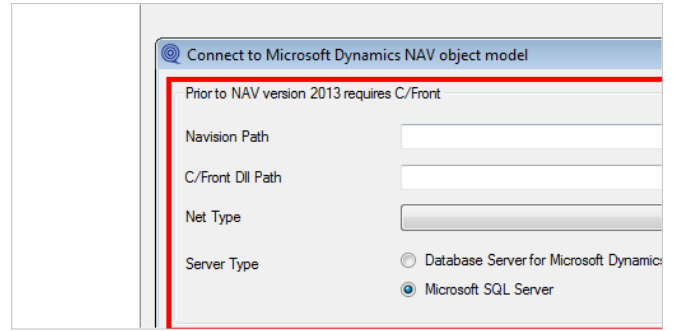 Connect to Microsoft Dynamics NAV object model
Prior to NAV version 2013 requires C/Front
Navision Path
C/Front Dll Path
Net Type
Server Type
Database Server for Microsoft Dynamics
Microsoft SQL Server